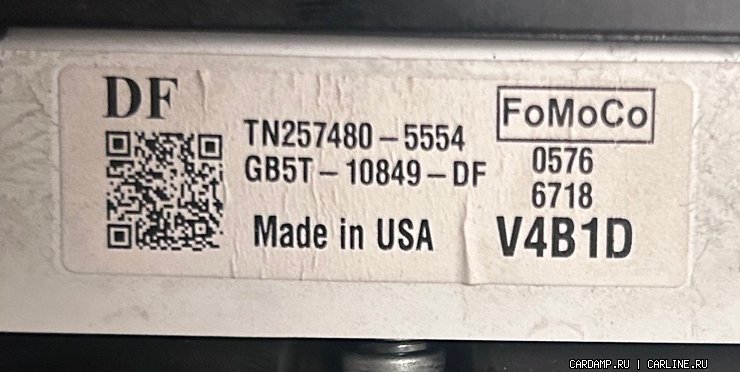 DF
TN257480-5554
GB5T-10849-DF
Made in USA
FoMoCo
0576
6718
V4B1D
CARDAMP.RU | CARLINE.RU